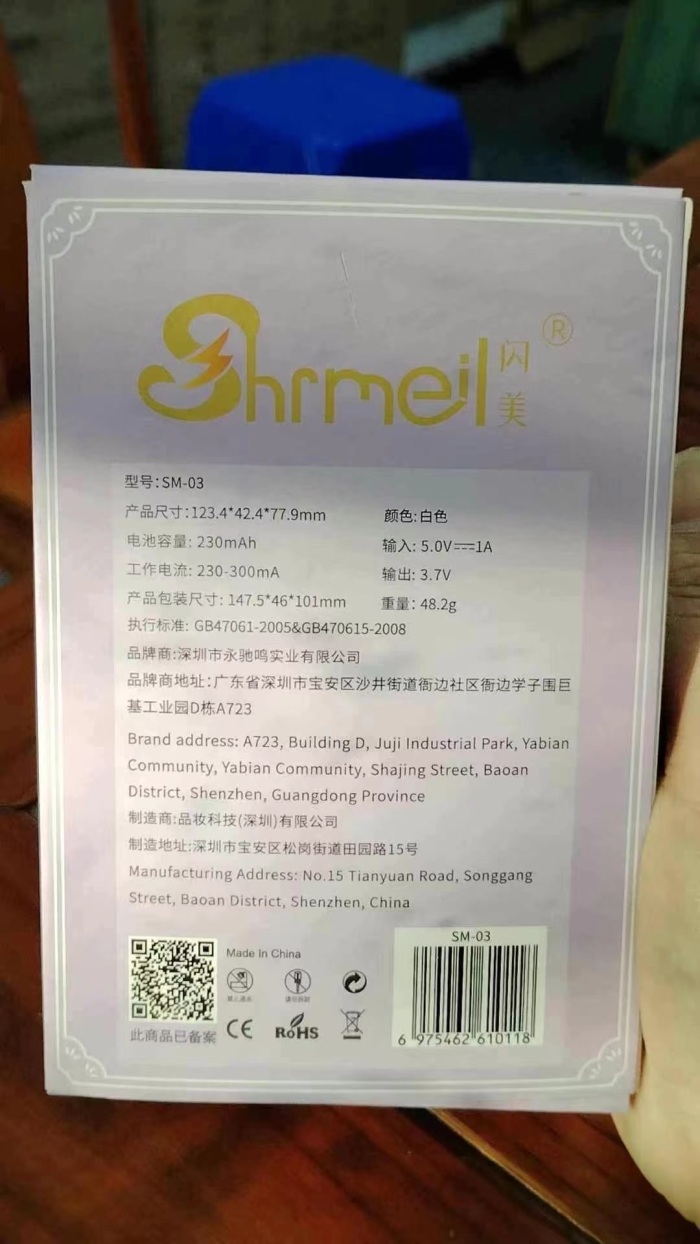 Shrmeil 闪美 ®
型号:SM-03
产品尺寸:123.4*42.4*77.9mm 颜色:白色
电池容量: 230mAh 输入: 5.0V⎓1A
工作电流: 230-300mA 输出: 3.7V
产品包装尺寸: 147.5*46*101mm 重量: 48.2g
执行标准: GB47061-2005&GB470615-2008
品牌商:深圳市永驰鸣实业有限公司
品牌商地址:广东省深圳市宝安区沙井街道衙边社区衙边学子围巨
基工业园D栋A723
Brand address: A723, Building D, Juji Industrial Park, Yabian
Community, Yabian Community, Shajing Street, Baoan
District, Shenzhen, Guangdong Province
制造商:品妆科技(深圳)有限公司
制造地址:深圳市宝安区松岗街道田园路15号
Manufacturing Address: No.15 Tianyuan Road, Songgang
Street, Baoan District, Shenzhen, China
Made In China
CE RoHS
此商品已备案
SM-03
6 975462 610118